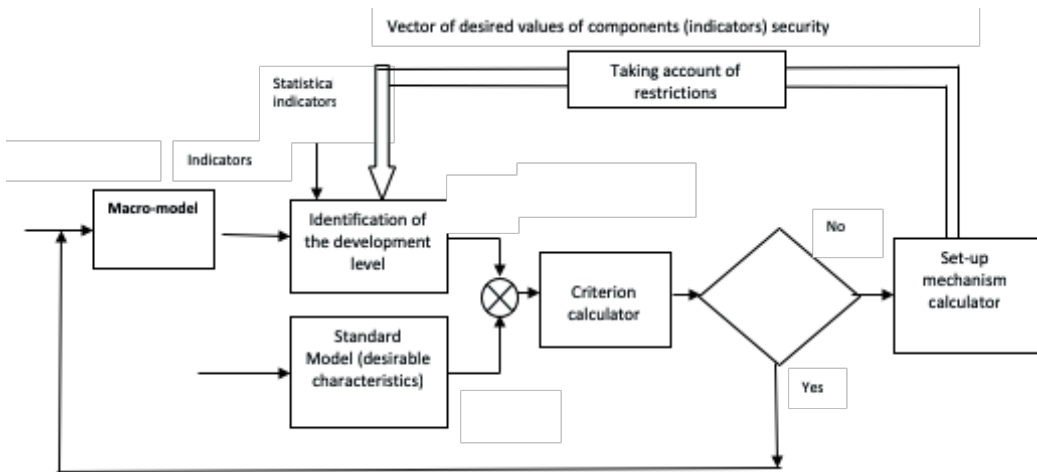 Vector of desired values of components (indicators) security
Taking account of
restrictions
Statistica
indicators
Indicators
Macro-model
Identification of
the development
level
No
Set-up
mechanism
calculator
Criterion
calculator
Standard
Model (desirable
characteristics)
Yes